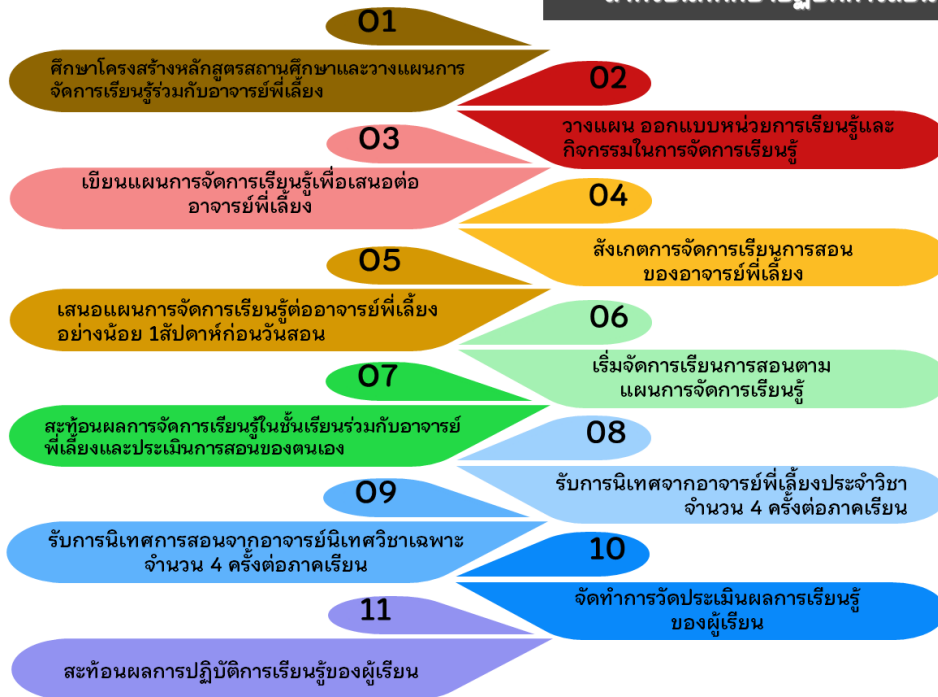 01
ศึกษาโครงสร้างหลักสูตรสถานศึกษาและวางแผนการ
จัดการเรียนรู้ร่วมกับอาจารย์พี่เลี้ยง
02
วางแผน ออกแบบหน่วยการเรียนรู้และ
กิจกรรมในการจัดการเรียนรู้
03
เขียนแผนการจัดการเรียนรู้เพื่อเสนอต่อ
อาจารย์พี่เลี้ยง
04
สังเกตการจัดการเรียนการสอน
ของอาจารย์พี่เลี้ยง
05
เสนอแผนการจัดการเรียนรู้ต่ออาจารย์พี่เลี้ยง
อย่างน้อย 1สัปดาห์ก่อนวันสอน
06
เริ่มจัดการเรียนการสอนตาม
แผนการจัดการเรียนรู้
07
สะท้อนผลการจัดการเรียนรู้ในชั้นเรียนร่วมกับอาจารย์
พี่เลี้ยงและประเมินการสอนของตนเอง
08
รับการนิเทศจากอาจารย์พี่เลี้ยงประจำวิชา
จำนวน 4 ครั้งต่อภาคเรียน
09
รับการนิเทศการสอนจากอาจารย์นิเทศวิชาเฉพาะ
จำนวน 4 ครั้งต่อภาคเรียน
10
จัดทำการวัดประเมินผลการเรียนรู้
ของผู้เรียน
11
สะท้อนผลการปฏิบัติการเรียนรู้ของผู้เรียน